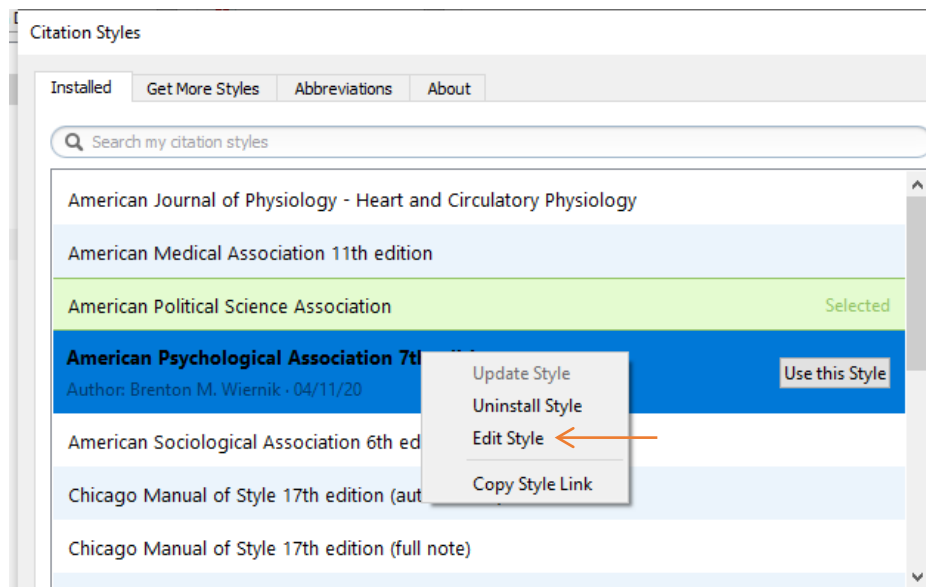 Citation Styles
Installed
Get More Styles
Abbreviations
About
Search my citation styles
American Journal of Physiology - Heart and Circulatory Physiology
American Medical Association 11th edition
American Political Science Association
Selected
American Psychological Association
Author: Brenton M. Wiernik · 04/11/20
Use this Style
Update Style
Uninstall Style
Edit Style
Copy Style Link
American Sociological Association 6th
Chicago Manual of Style 17th edition
Chicago Manual of Style 17th edition (full note)